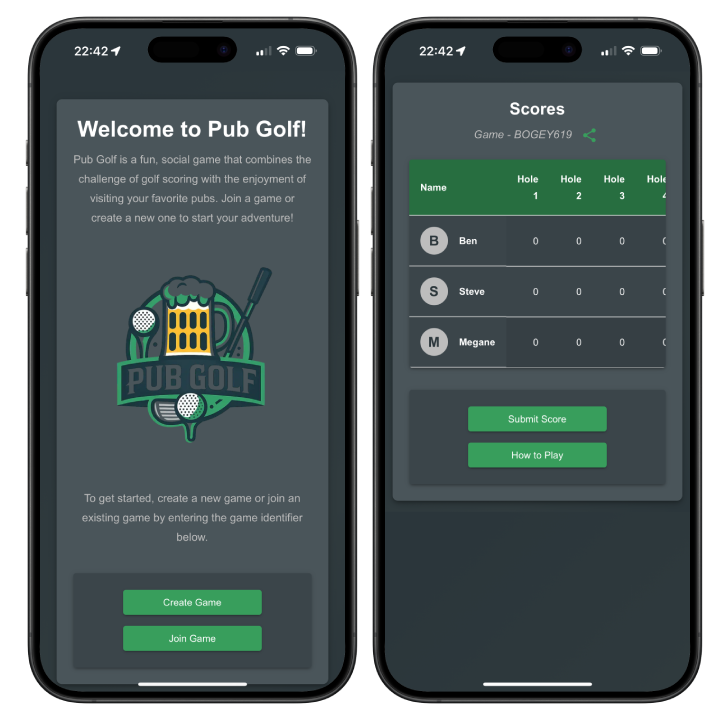 22:42
Welcome to Pub Golf!
Pub Golf is a fun, social game that combines the
challenge of golf scoring with the enjoyment of
visiting your favorite pubs. Join a game or
create a new one to start your adventure!
PUB GOLF
To get started, create a new game or join an
existing game by entering the game identifier
below.
Create Game
Join Game
22:42
Scores
Game - BOGEY619
Name Hole 1 Hole 2 Hole 3 Hole 4
B Ben 0 0 0 0
S Steve 0 0 0 0
M Megane 0 0 0 0
Submit Score
How to Play